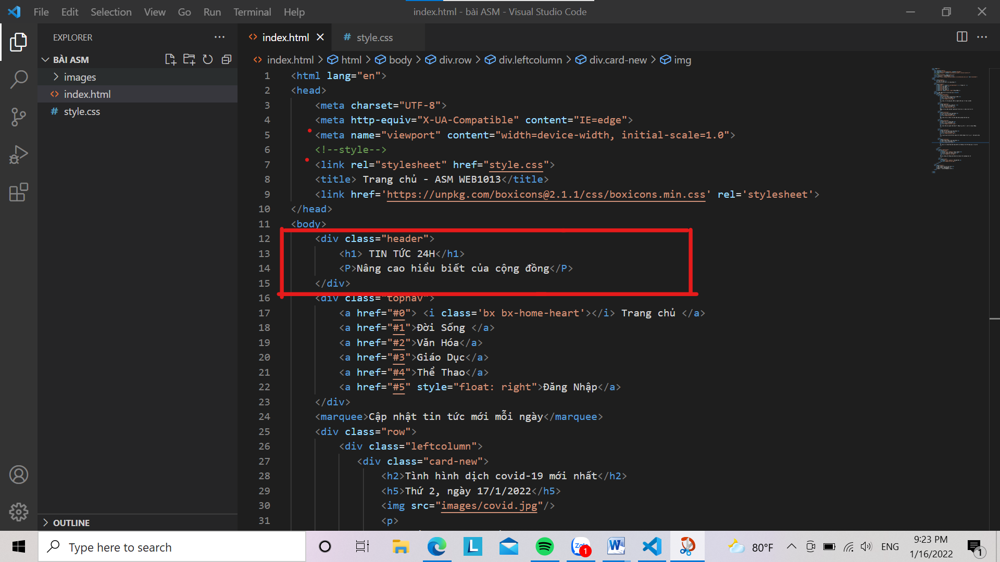 File Edit Selection View Go Run Terminal Help
index.html - bài ASM - Visual Studio Code
EXPLORER
BÀI ASM
images
index.html
style.css
OUTLINE
index.html
style.css
index.html > html > body > div.row > div.leftcolumn > div.card-new > img
1 <html lang="en">
2 <head>
3 <meta charset="UTF-8">
4 <meta http-equiv="X-UA-Compatible" content="IE=edge">
5 <meta name="viewport" content="width=device-width, initial-scale=1.0">
6 <!--style-->
7 <link rel="stylesheet" href="style.css">
8 <title> Trang chủ - ASM WEB1013</title>
9 <link href='https://unpkg.com/boxicons@2.1.1/css/boxicons.min.css' rel='stylesheet'>
10 </head>
11 <body>
12 <div class="header">
13 <h1> TIN TỨC 24H</h1>
14 <P>Nâng cao hiểu biết của cộng đồng</P>
15 </div>
16 <div class="topnav">
17 <a href="#0"> <i class='bx bx-home-heart'></i> Trang chủ </a>
18 <a href="#1">Đời Sống </a>
19 <a href="#2">Văn Hóa</a>
20 <a href="#3">Giáo Dục</a>
21 <a href="#4">Thể Thao</a>
22 <a href="#5" style="float: right">Đăng Nhập</a>
23 </div>
24 <marquee>Cập nhật tin tức mới mỗi ngày</marquee>
25 <div class="row">
26 <div class="leftcolumn">
27 <div class="card-new">
28 <h2>Tình hình dịch covid-19 mới nhất</h2>
29 <h5>Thứ 2, ngày 17/1/2022</h5>
30 <img src="images/covid.jpg"/>
31 <p>
Type here to search
L
Zalo
1
W
80°F
ENG
9:23 PM
1/16/2022
1